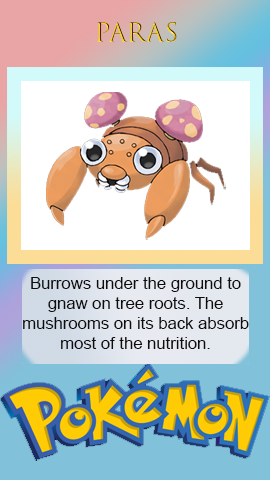 PARAS
Burrows under the ground to
gnaw on tree roots. The
mushrooms on its back absorb
most of the nutrition.
POKéMON